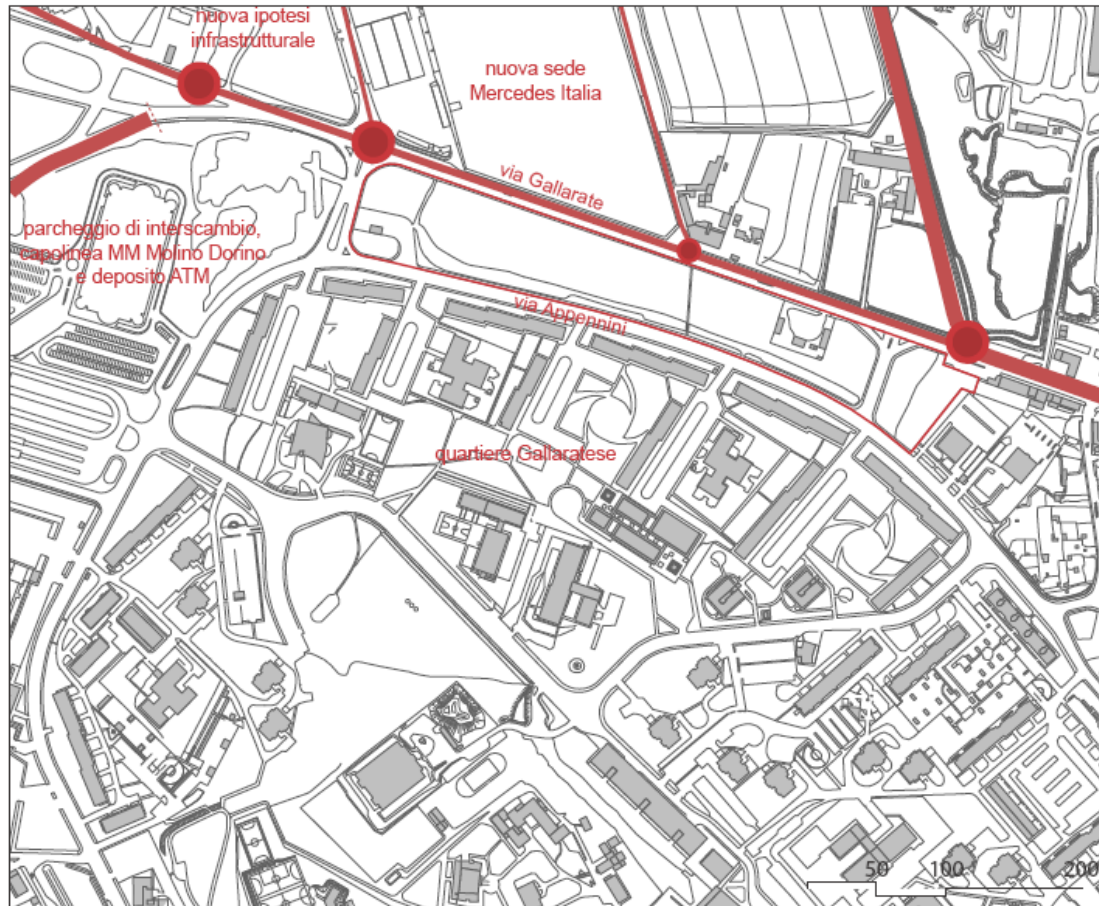 nuova ipotesi
infrastrutturale
nuova sede
Mercedes Italia
via Gallarate
parcheggio di interscambio,
capolinea MM Molino Dorino
e deposito ATM
via Appennini
quartiere Gallaratese
50 100 200